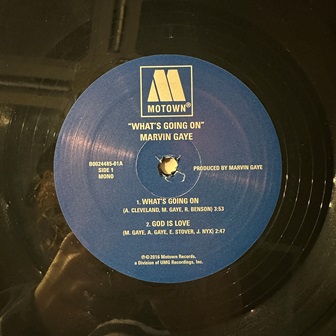 MOTOWN®
"WHAT'S GOING ON"
MARVIN GAYE
B0024485-01A
SIDE 1
MONO
PRODUCED BY MARVIN GAYE
1. WHAT'S GOING ON
(A. CLEVELAND, M. GAYE, R. BENSON) 3:53
2. GOD IS LOVE
(M. GAYE, A. GAYE, E. STOVER, J. NYX) 2:47
℗© 2016 Motown Records,
a Division of UMG Recordings, Inc.